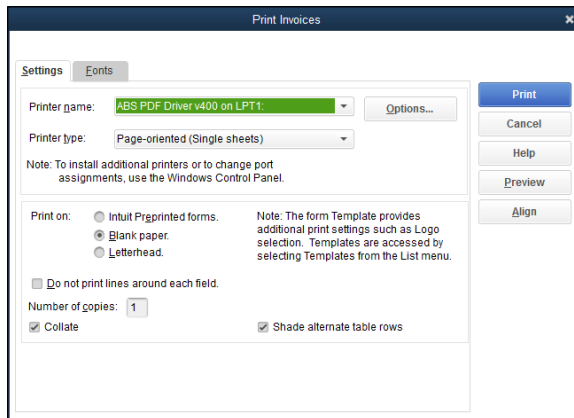 Print Invoices
Settings Fonts
Printer name: ABS PDF Driver v400 on LPT1: Options...
Printer type: Page-oriented (Single sheets)
Note: To install additional printers or to change port
assignments, use the Windows Control Panel.
Print on: Intuit Preprinted forms.
Blank paper.
Letterhead.
Note: The form Template provides
additional print settings such as Logo
selection. Templates are accessed by
selecting Templates from the List menu.
Do not print lines around each field.
Number of copies: 1
Collate Shade alternate table rows
Print
Cancel
Help
Preview
Align